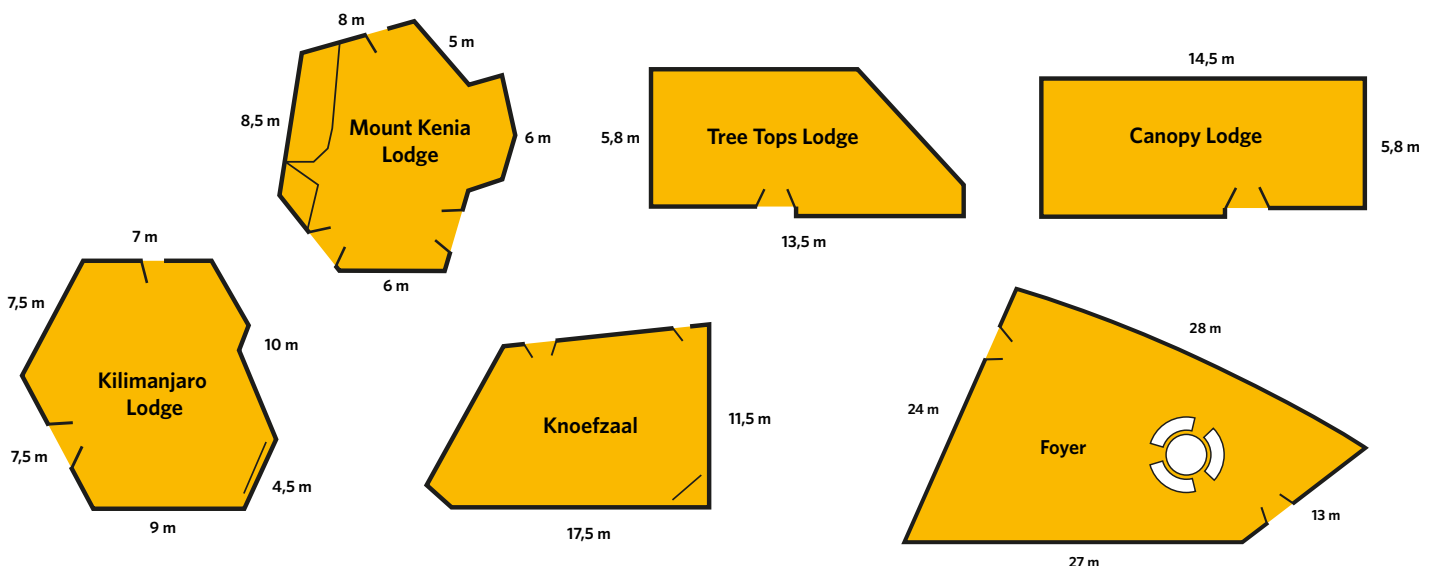 8 m
5 m
8,5 m
Mount Kenia
Lodge
6 m
6 m
5,8 m
Tree Tops Lodge
13,5 m
14,5 m
Canopy Lodge
5,8 m
7 m
7,5 m
10 m
Kilimanjaro
Lodge
7,5 m
4,5 m
9 m
Knoefzaal
11,5 m
17,5 m
28 m
24 m
Foyer
13 m
27 m